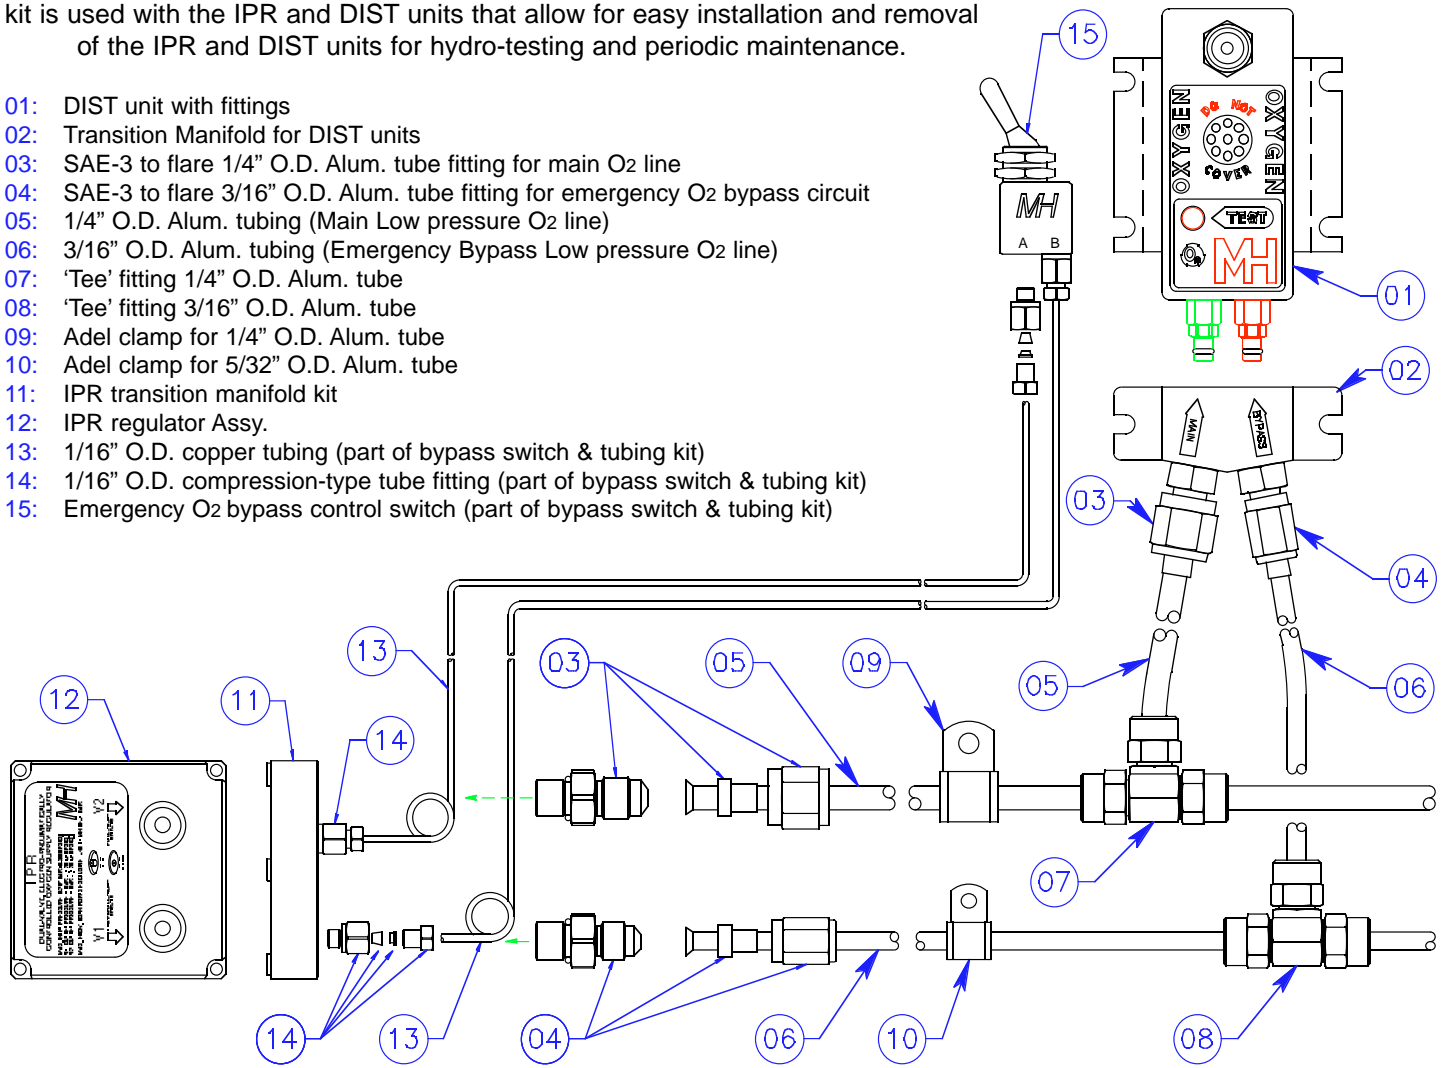 kit is used with the IPR and DIST units that allow for easy installation and removal
of the IPR and DIST units for hydro-testing and periodic maintenance.
01: DIST unit with fittings
02: Transition Manifold for DIST units
03: SAE-3 to flare 1/4” O.D. Alum. tube fitting for main O2 line
04: SAE-3 to flare 3/16” O.D. Alum. tube fitting for emergency O2 bypass circuit
05: 1/4” O.D. Alum. tubing (Main Low pressure O2 line)
06: 3/16” O.D. Alum. tubing (Emergency Bypass Low pressure O2 line)
07: ‘Tee’ fitting 1/4” O.D. Alum. tube
08: ‘Tee’ fitting 3/16” O.D. Alum. tube
09: Adel clamp for 1/4” O.D. Alum. tube
10: Adel clamp for 5/32” O.D. Alum. tube
11: IPR transition manifold kit
12: IPR regulator Assy.
13: 1/16” O.D. copper tubing (part of bypass switch & tubing kit)
14: 1/16” O.D. compression-type tube fitting (part of bypass switch & tubing kit)
15: Emergency O2 bypass control switch (part of bypass switch & tubing kit)
15
MH
A B
OXYGEN
DO NOT
COVER
OXYGEN
TEST
MH
01
02
MAIN
BYPASS
03
04
13
03
05
09
05
06
12
11
14
07
IPR
DUAL-RATE, ELECTRO-PNEUMATICALLY
CONTROLLED OXYGEN SUPPLY REGULATOR
MH
V2
V1
14
13
04
06
10
08